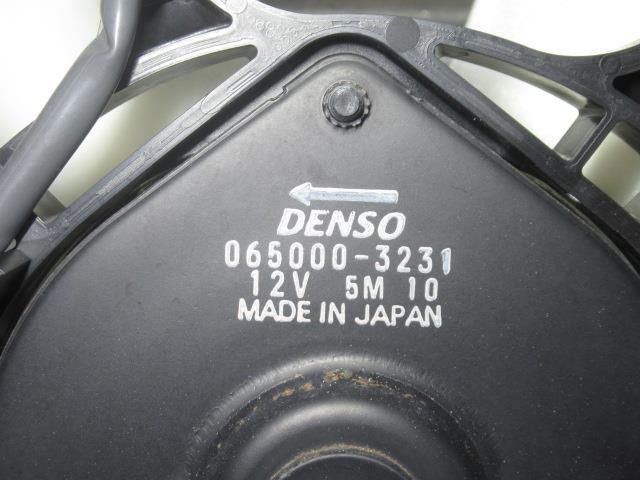 DENSO
065000-3231
12V 5M 10
MADE IN JAPAN